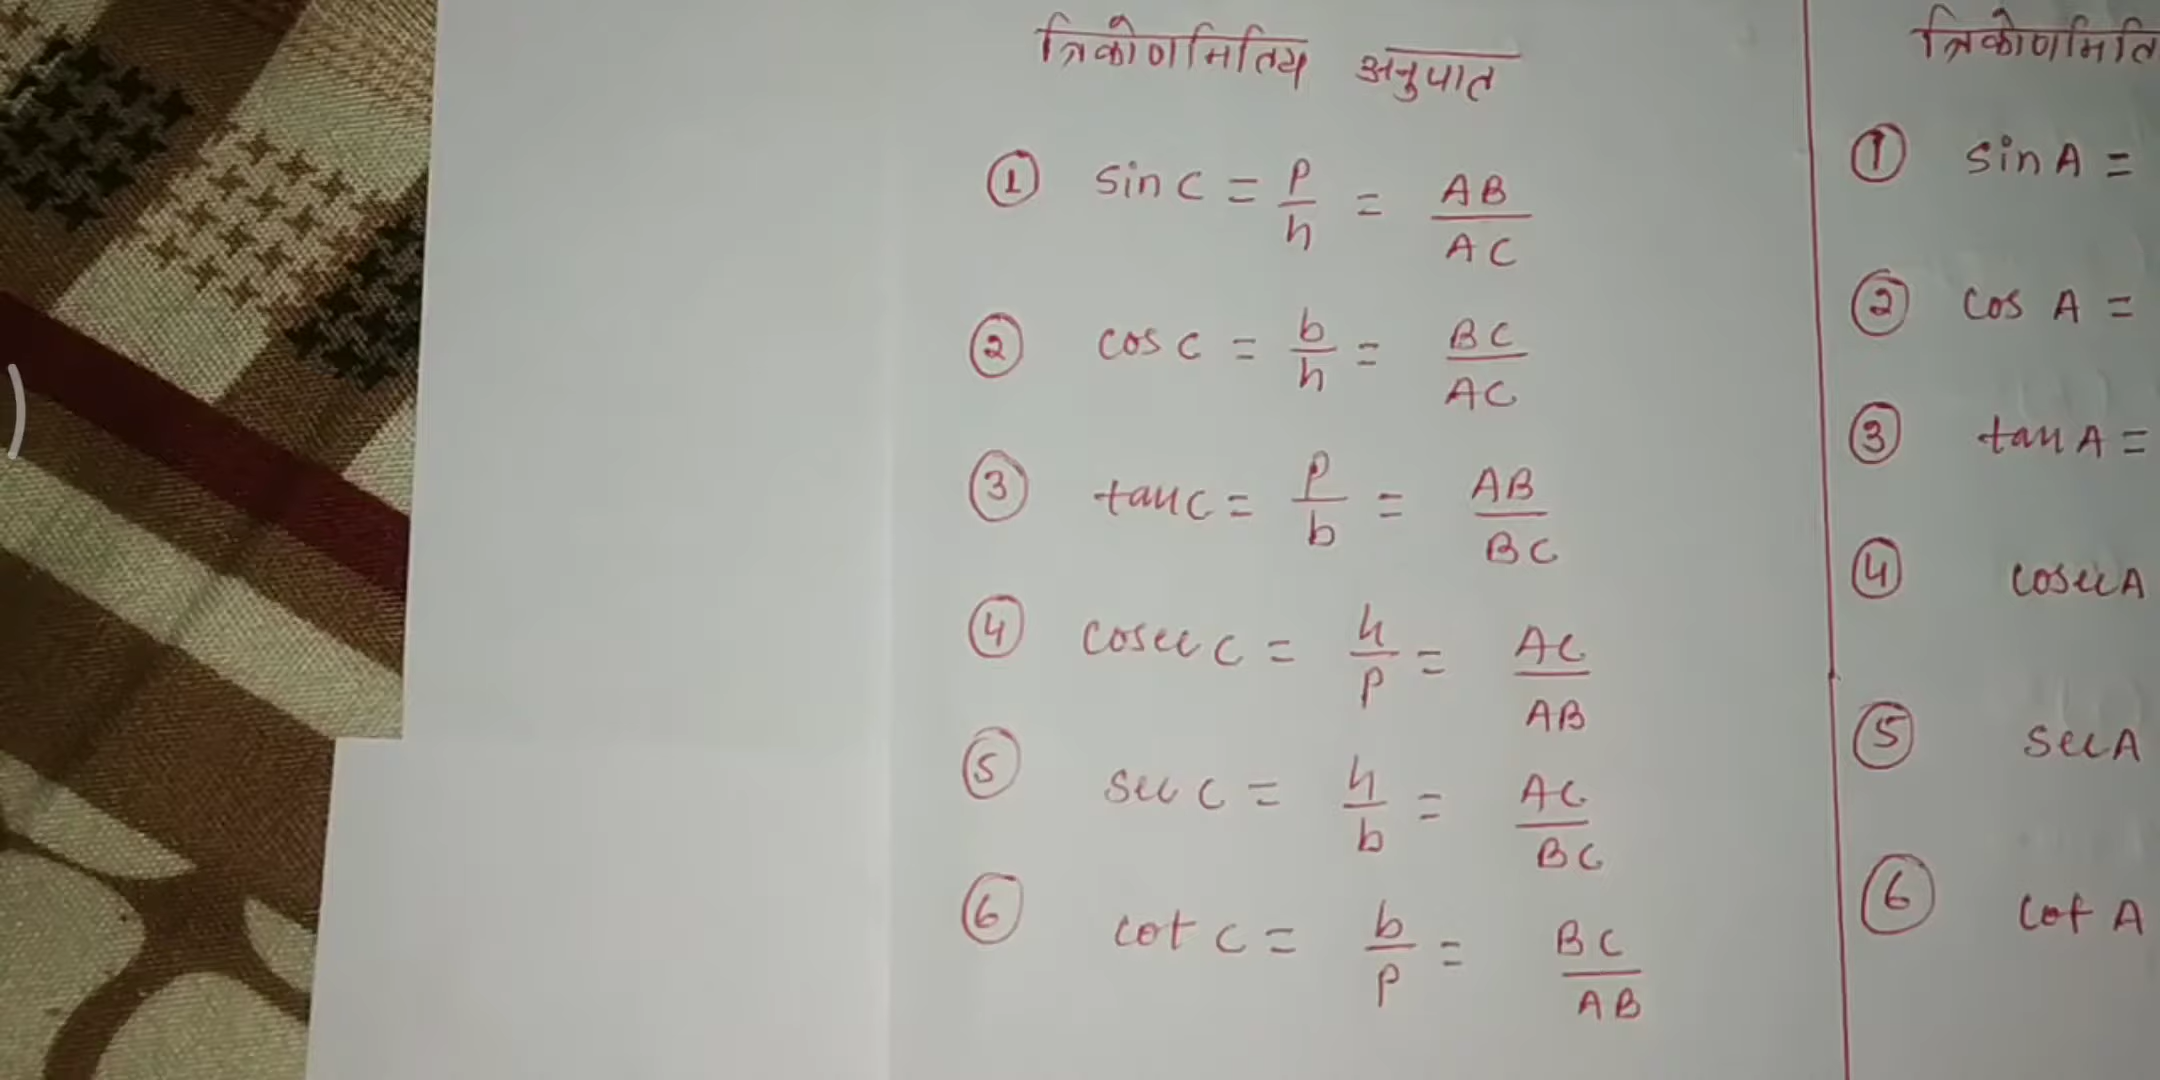 त्रिकोणमितिय अनुपात
① sin C = p/h = AB/AC
② cos C = b/h = BC/AC
③ tan C = p/b = AB/BC
④ cosec C = h/p = AC/AB
⑤ sec C = h/b = AC/BC
⑥ cot C = b/p = BC/AB
त्रिकोणमिति
① sin A =
② cos A =
③ tan A =
④ cosec A
⑤ sec A
⑥ cot A